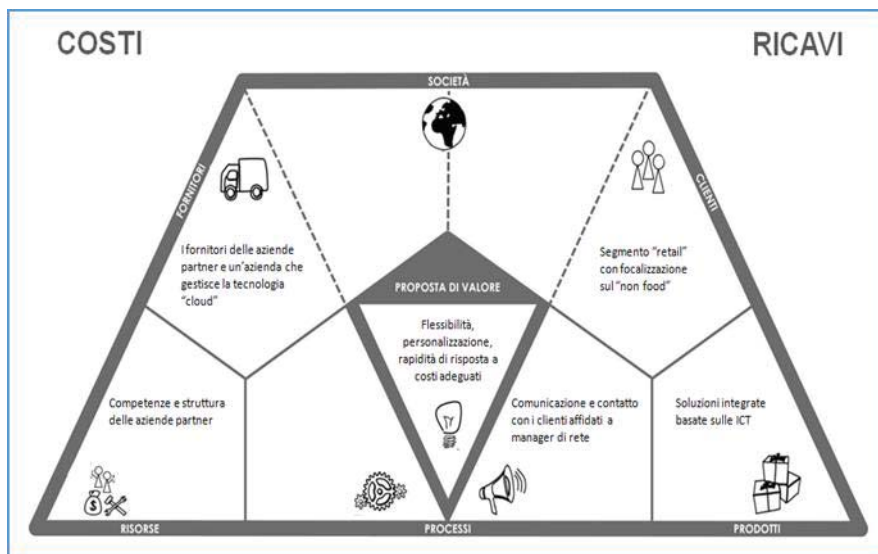 COSTI
RICAVI
SOCIETÀ
FORNITORI
CLIENTI
I fornitori delle aziende
partner e un'azienda che
gestisce la tecnologia
"cloud"
Segmento "retail"
con focalizzazione
sul "non food"
PROPOSTA DI VALORE
Flessibilità,
personalizzazione,
rapidità di risposta a
costi adeguati
Competenze e struttura
delle aziende partner
Comunicazione e contatto
con i clienti affidati a
manager di rete
Soluzioni integrate
basate sulle ICT
$
RISORSE
PROCESSI
PRODOTTI